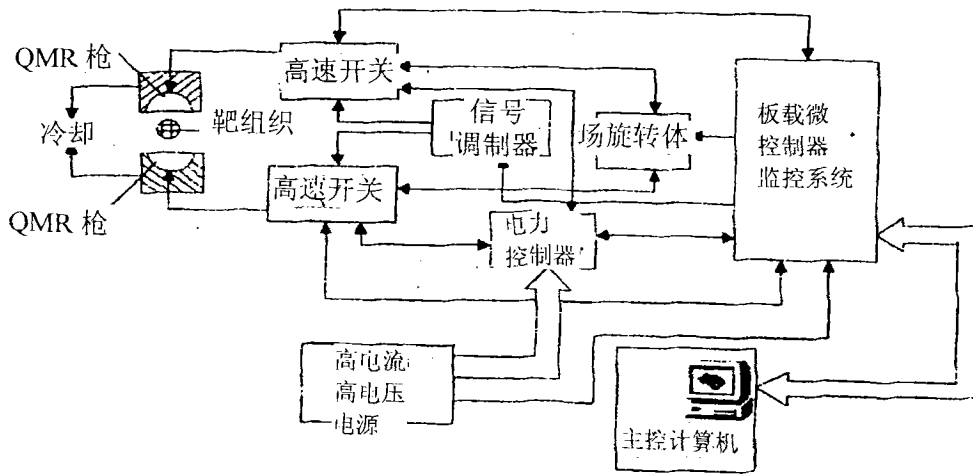 QMR 枪
冷却
靶组织
QMR 枪
高速开关
高速开关
信号
调制器
场旋转体
板载微
控制器
监控系统
电力
控制器
高电流
高电压
电源
主控计算机